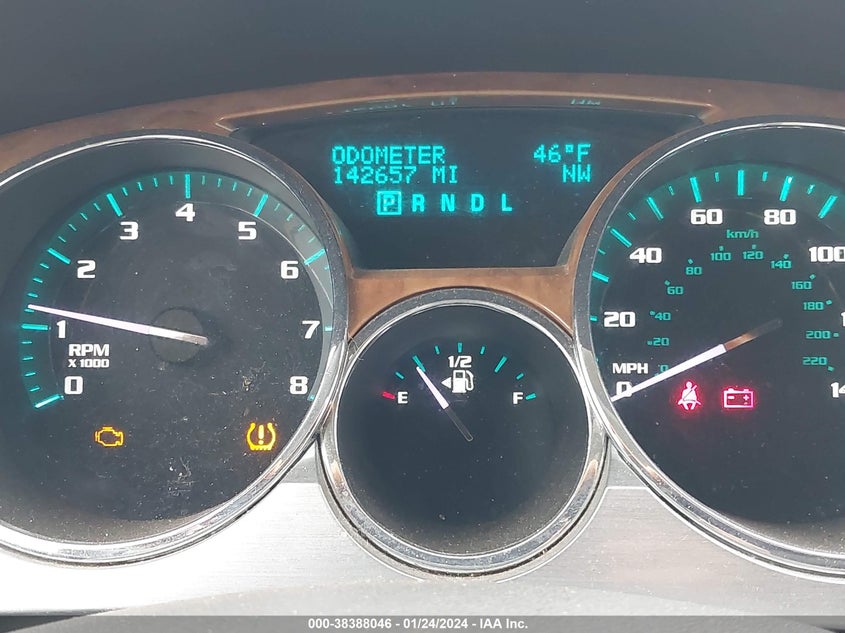 ODOMETER 46°F
142657 MI NW
P R N D L
0 1 2 3 4 5 6 7 8
RPM
X 1000
E 1/2 F
0 20 40 60 80 100
km/h
0 20 40 60 80 100 120 140 160 180 200 220
MPH
000-38388046 - 01/24/2024 - IAA Inc.